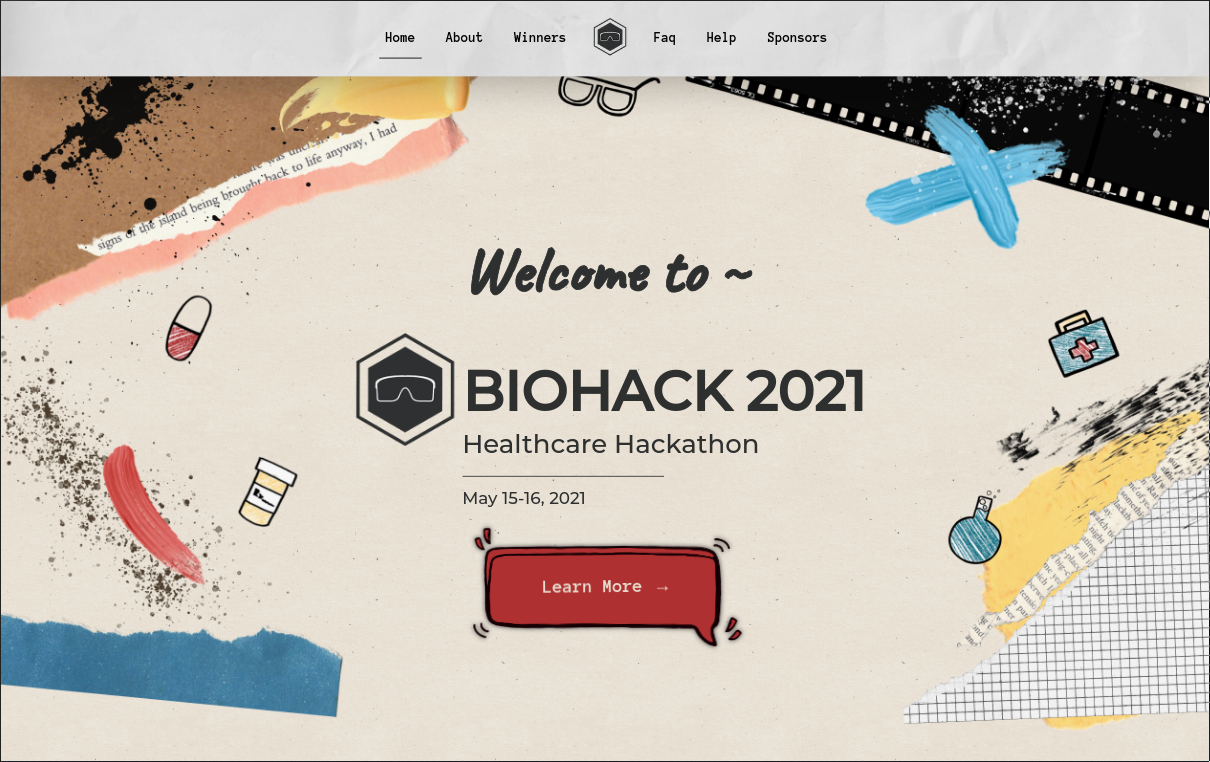 Home About Winners Faq Help Sponsors
signs of the island being brought back to life anyway, I had
Welcome to ~
BIOHACK 2021
Healthcare Hackathon
May 15-16, 2021
Learn More →